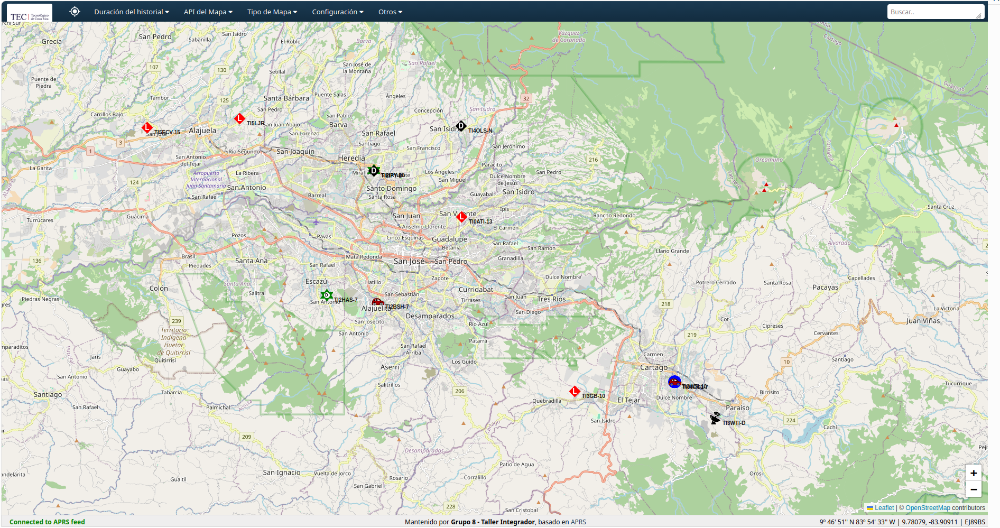 TEC | Tecnológico de Costa Rica
Duración del historial
API del Mapa
Tipo de Mapa
Configuración
Otros
Buscar..
Grecia
San Pedro
Sabanilla
San Isidro
El Roble
Barva
Vázquez
de Coronado
Cartago
107
130
Setillal
San José de
la Montaña
San Rafael
Puente de
Piedra
Tambor
125
Santa Bárbara
Puente Salas
Ángeles
32
Guácimo
Carrillos Bajo
San Pedro
San Pablo
Barva
Concepción
San-Isidro
TI5ECV-15
Alajuela
TI5LJR
San Juan Abajo
San Lorenzo
San Rafael
Santiago
TI4OLS-N
3
1
Río Segundo
San Joaquín
San Francisco
San Jerónimo
Turrialba
La Garita
San Antonio
del Tejar
Heredia
Paracito
216
Oreamuno
Aeropuerto
Internacional
Juan Santamaría
La Ribera
Los Ángeles
San Miguel
Dulce Nombre
de Jesús
San Pedro
San José
124
San Antonio
Santo Domingo
Santa Rosa
Guayabal
San Isidro
Alajuela
San Rafael
Barreal
Santa Cruz
Turrúcares
Guácima
San Juan
San Vicente
Ipís
Rancho Redondo
TI0ATI-13
Anselmo Llorente
El Carmen
Pozos
Pavas
Cinco Esquinas
Guadalupe
Betania
San Rafael
San Ramón
Llano Grande
Alvarado
136
Brasil
Piedades
Santa Ana
Mata Redonda
San José
San Pedro
Granadilla
San Rafael
Escazú
Hatillo
Zapote
Dulce Nombre
Potrero Cerrado
Santa Rosa
Capellades
Pacayas
Colón
Santa Ana
Salitral
San Sebastián
Curridabat
Piedras Negras
San Antonio
TI2HAS-7
Alajuelita
TI2BSH-7
Tirrases
San Juan
Tres Ríos
218
La Victoria
239
San Josecito
Desamparados
San Diego
Cot
Cipreses
Juan Viñas
Territorio
Indígena
Huetar
de Quitirrisí
San Antonio
Río Azul
219
Cervantes
Puriscal
Jaris
Quitirrisí
San Rafael
Arriba
Patarrá
Carmen
Guayabo
Aserrí
Los Guido
Cartago
10
Santiago
San Antonio
Salitrillos
Tucurrique
Santiago
Tabarcia
206
TI3GB-10
Quebradilla
El Tejar
Dulce Nombre
Birrisito
San Rafael
Palmichal
Acosta
Paraíso
San Isidro
TI3WTI-D
224
Cachí
Cartago
209
Desamparados
San Ignacio
Vuelta de Jorco
Patio de Agua
Orosi
Guaitil
Rosario
Corralillo
San Gabriel
228
San Cristobal
+
−
Leaflet | © OpenStreetMap contributors
Connected to APRS feed
Mantenido por Grupo 8 - Taller Integrador, basado en APRS
9º 46' 51'' N 83º 54' 33'' W | 9.78079, -83.90911 | EJ89BS